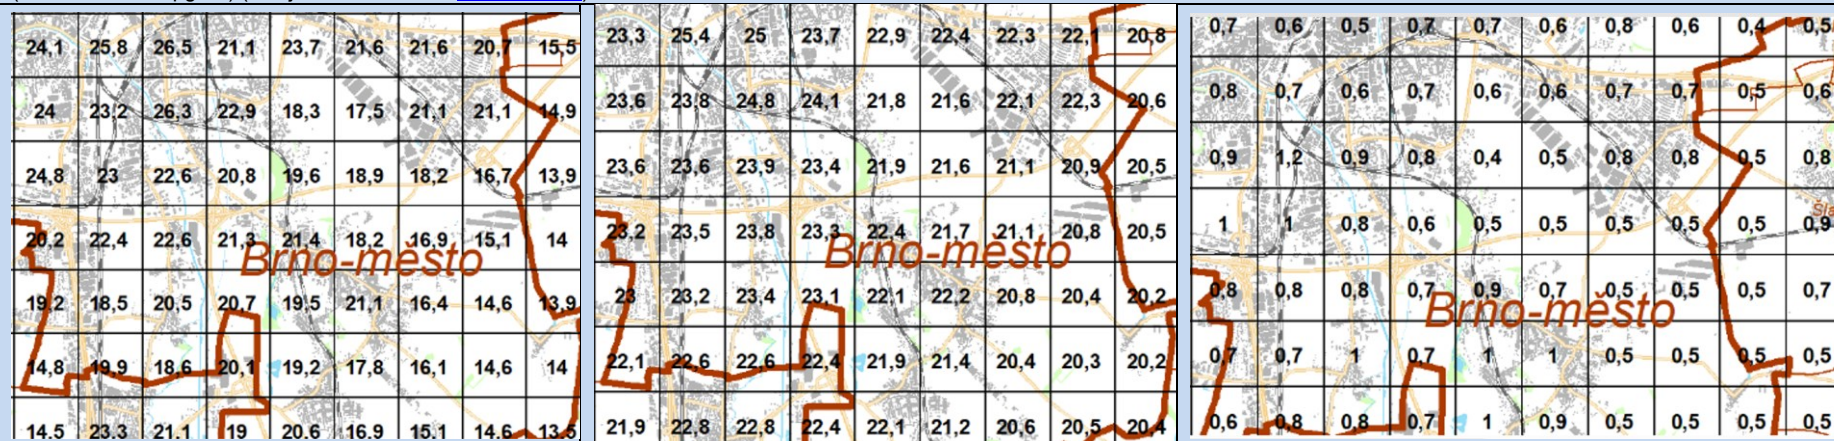 24,1 25,8 26,5 21,1 23,7 21,6 21,6 20,7 15,5
24 23,2 26,3 22,9 18,3 17,5 21,1 21,1 14,9
24,8 23 22,6 20,8 19,6 18,9 18,2 16,7 13,9
20,2 22,4 22,6 21,3 21,4 18,2 16,9 15,1 14
Brno-město
19,2 18,5 20,5 20,7 19,5 21,1 16,4 14,6 13,9
14,8 19,9 18,6 20,1 19,2 17,8 16,1 14,6 14
14,5 23,3 21,1 19 20,6 16,9 15,1 14,6 13,5
23,3 25,4 25 23,7 22,9 22,4 22,3 22,1 20,8
23,6 23,8 24,8 24,1 21,8 21,6 22,1 22,3 20,6
23,6 23,6 23,9 23,4 21,9 21,6 21,1 20,9 20,5
23,2 23,5 23,8 23,3 22,4 21,7 21,1 20,8 20,5
Brno-město
23 23,2 23,4 23,1 22,1 22,2 20,8 20,4 20,2
22,1 22,6 22,6 22,4 21,9 21,4 20,4 20,3 20,2
21,9 22,8 22,8 22,4 22,1 21,2 20,6 20,5 20,4
0,7 0,6 0,5 0,7 0,7 0,6 0,8 0,6 0,4 0,5
0,8 0,7 0,6 0,7 0,6 0,6 0,7 0,7 0,5 0,6
0,9 1,2 0,9 0,8 0,4 0,5 0,8 0,8 0,5 0,8
Šla
1 1 0,8 0,6 0,5 0,5 0,5 0,5 0,5 0,9
0,8 0,8 0,8 0,7 0,9 0,7 0,5 0,5 0,5 0,7
Brno-město
0,7 0,7 1 0,7 1 1 0,5 0,5 0,5 0,5
0,6 0,8 0,8 0,7 1 0,9 0,5 0,5 0,5 0,5